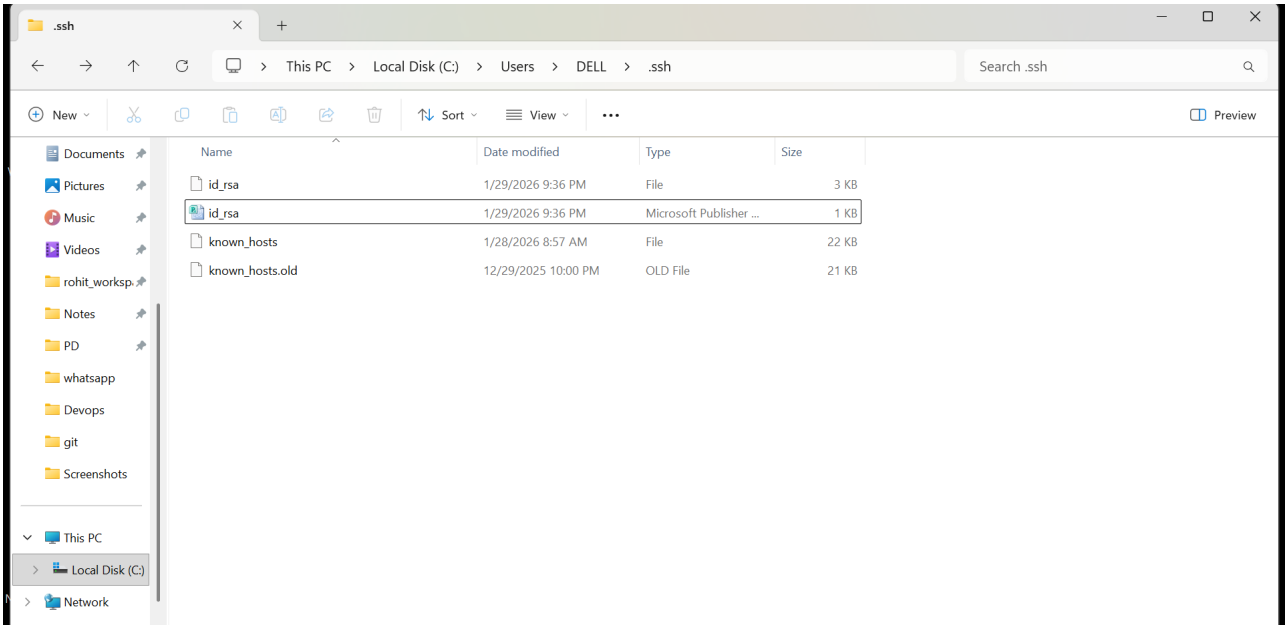 .ssh
This PC > Local Disk (C:) > Users > DELL > .ssh
Search .ssh
New
Sort
View
Preview
Documents
Pictures
Music
Videos
rohit_worksp
Notes
PD
whatsapp
Devops
git
Screenshots
This PC
Local Disk (C:)
Network
Name Date modified Type Size
id_rsa 1/29/2026 9:36 PM File 3 KB
id_rsa 1/29/2026 9:36 PM Microsoft Publisher ... 1 KB
known_hosts 1/28/2026 8:57 AM File 22 KB
known_hosts.old 12/29/2025 10:00 PM OLD File 21 KB